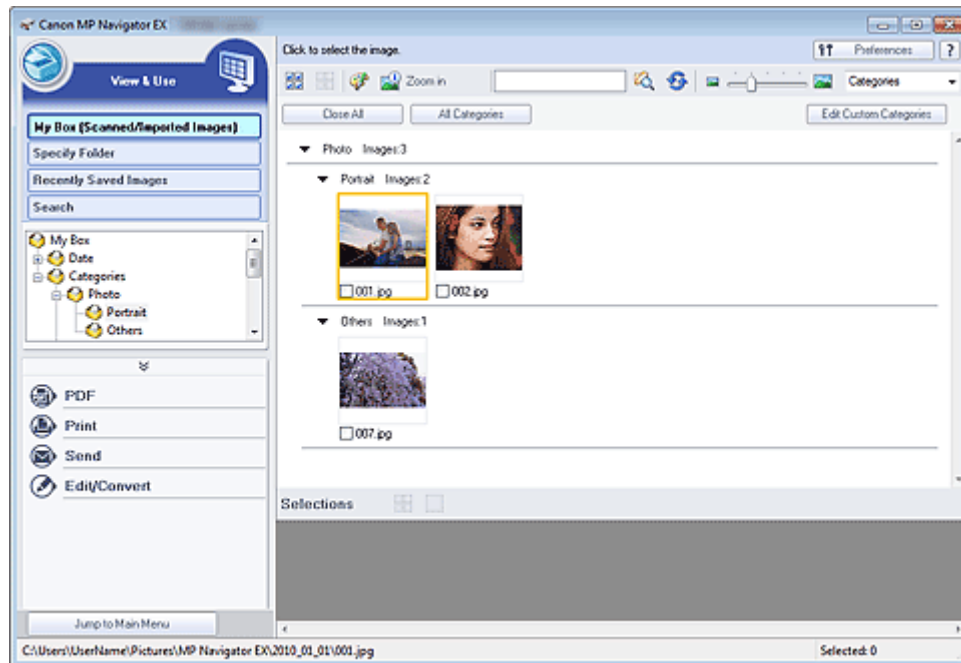 Canon MP Navigator EX
View & Use
My Box (Scanned/Imported Images)
Specify Folder
Recently Saved Images
Search
My Box
Date
Categories
Photo
Portrait
Others
PDF
Print
Send
Edit/Convert
Jump to Main Menu
Click to select the image.
Preferences
?
Zoom in
Categories
Close All
All Categories
Edit Custom Categories
Photo Images:3
Portrait Images:2
001.jpg
002.jpg
Others Images:1
007.jpg
Selections
C:\Users\UserName\Pictures\MP Navigator EX\2010_01_01\001.jpg
Selected: 0